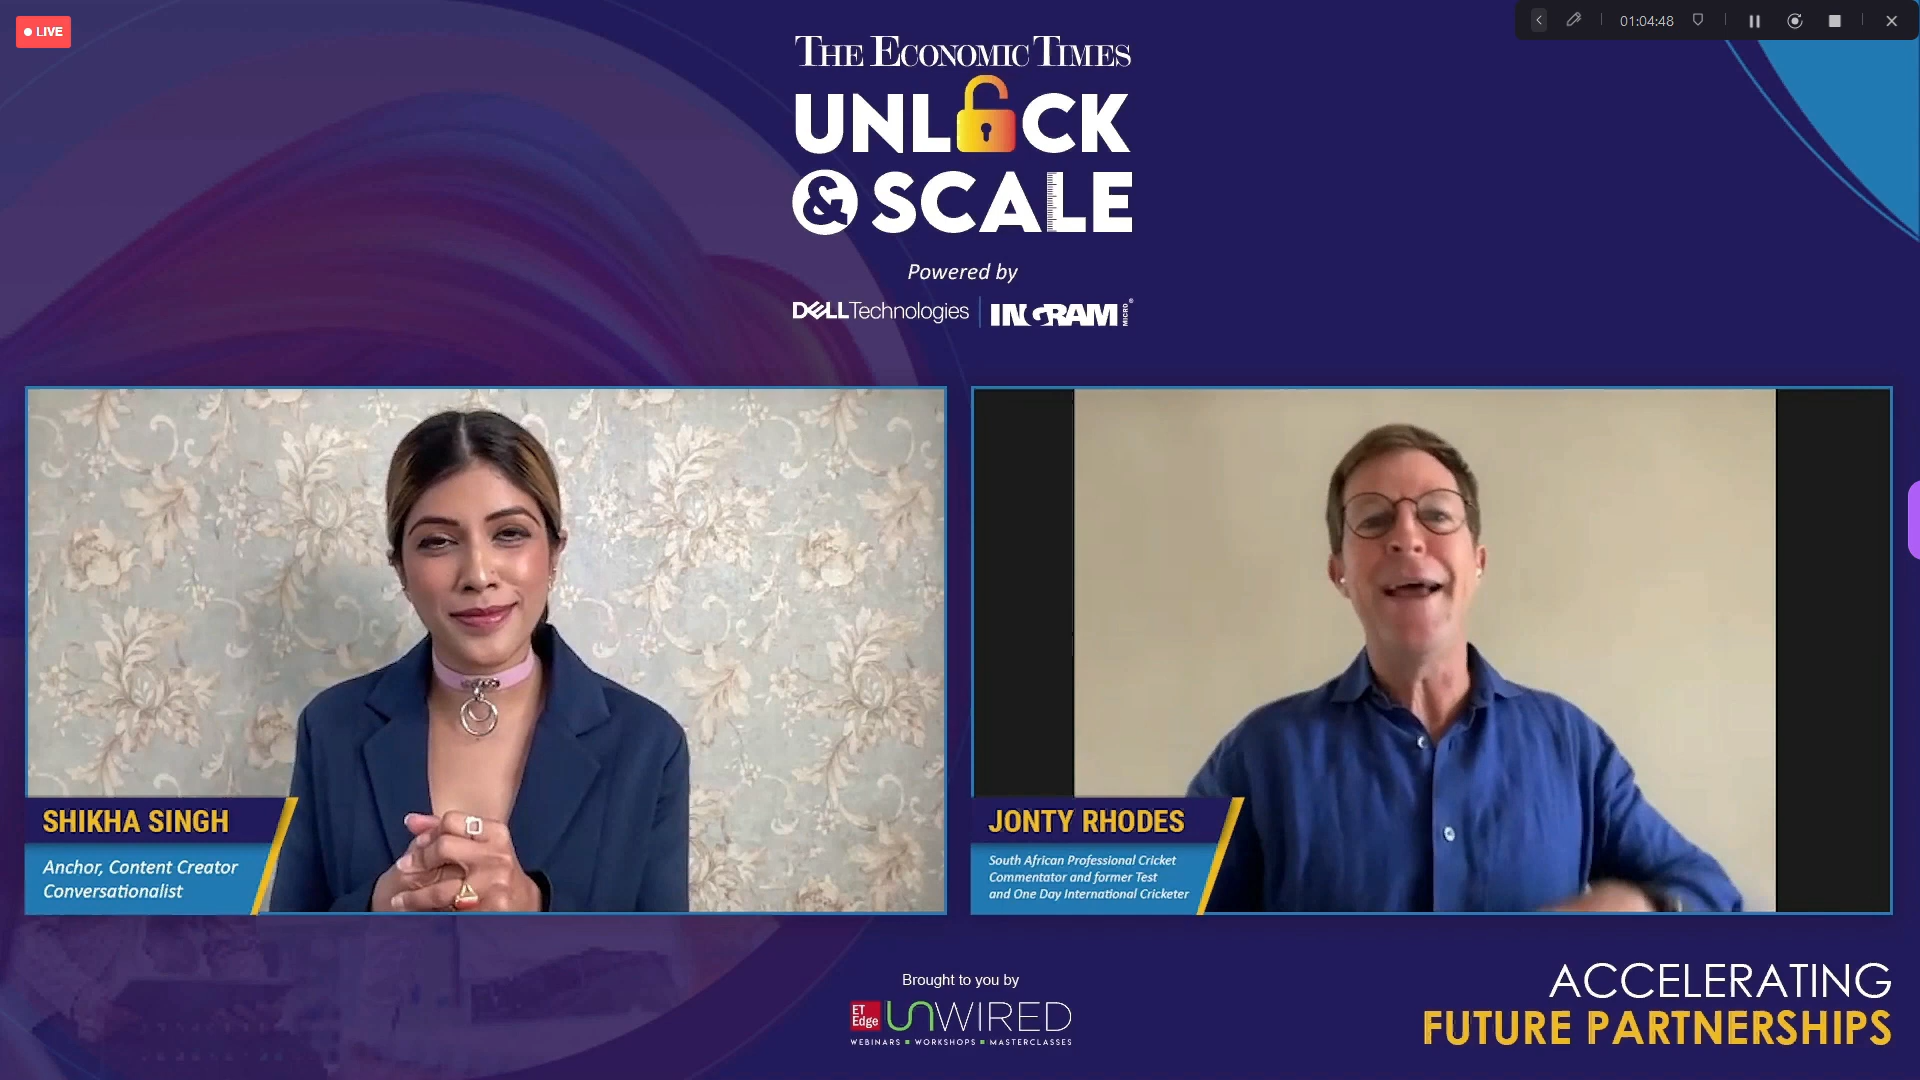 LIVE
01:04:48
THE ECONOMIC TIMES
UNLOCK
& SCALE
Powered by
DELL Technologies | INGRAM MICRO®
SHIKHA SINGH
Anchor, Content Creator
Conversationalist
JONTY RHODES
South African Professional Cricket
Commentator and former Test
and One Day International Cricketer
Brought to you by
ET Edge UNWIRED
WEBINARS ▪ WORKSHOPS ▪ MASTERCLASSES
ACCELERATING
FUTURE PARTNERSHIPS